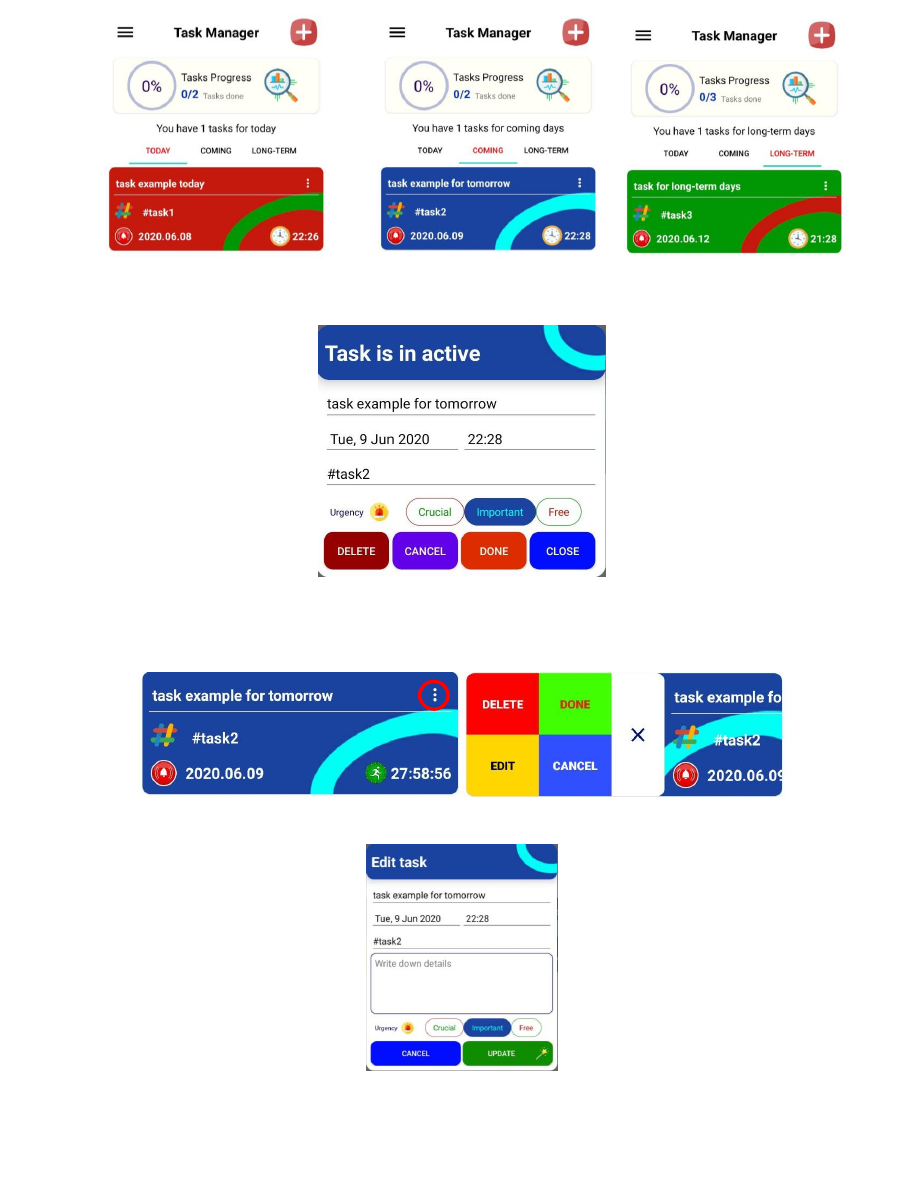 Task Manager
0%
Tasks Progress
0/2 Tasks done
You have 1 tasks for today
TODAY COMING LONG-TERM
task example today
#task1
2020.06.08 22:26
Task Manager
0%
Tasks Progress
0/2 Tasks done
You have 1 tasks for coming days
TODAY COMING LONG-TERM
task example for tomorrow
#task2
2020.06.09 22:28
Task Manager
0%
Tasks Progress
0/3 Tasks done
You have 1 tasks for long-term days
TODAY COMING LONG-TERM
task for long-term days
#task3
2020.06.12 21:28
Task is in active
task example for tomorrow
Tue, 9 Jun 2020 22:28
#task2
Urgency Crucial Important Free
DELETE CANCEL DONE CLOSE
task example for tomorrow
#task2
2020.06.09 27:58:56
DELETE DONE
EDIT CANCEL
task example fo
#task2
2020.06.09
Edit task
task example for tomorrow
Tue, 9 Jun 2020 22:28
#task2
Write down details
Urgency Crucial Important Free
CANCEL UPDATE